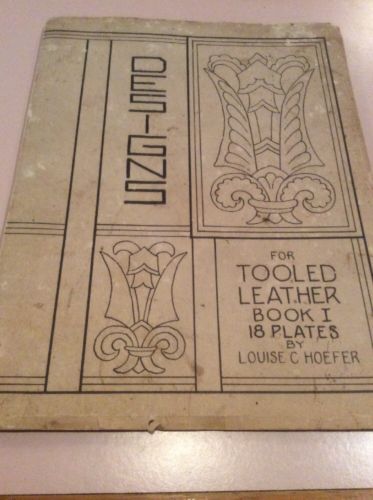 DESIGNS
FOR
TOOLED
LEATHER
BOOK I
18 PLATES
BY
LOUISE C HOEFER